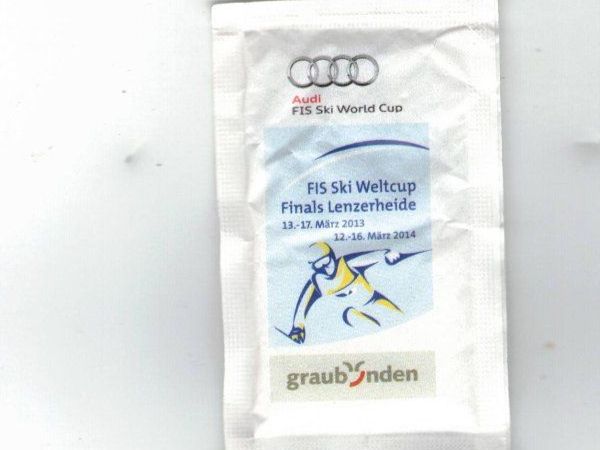 Audi
FIS Ski World Cup
FIS Ski Weltcup
Finals Lenzerheide
13.-17. März 2013
12.-16. März 2014
graubünden